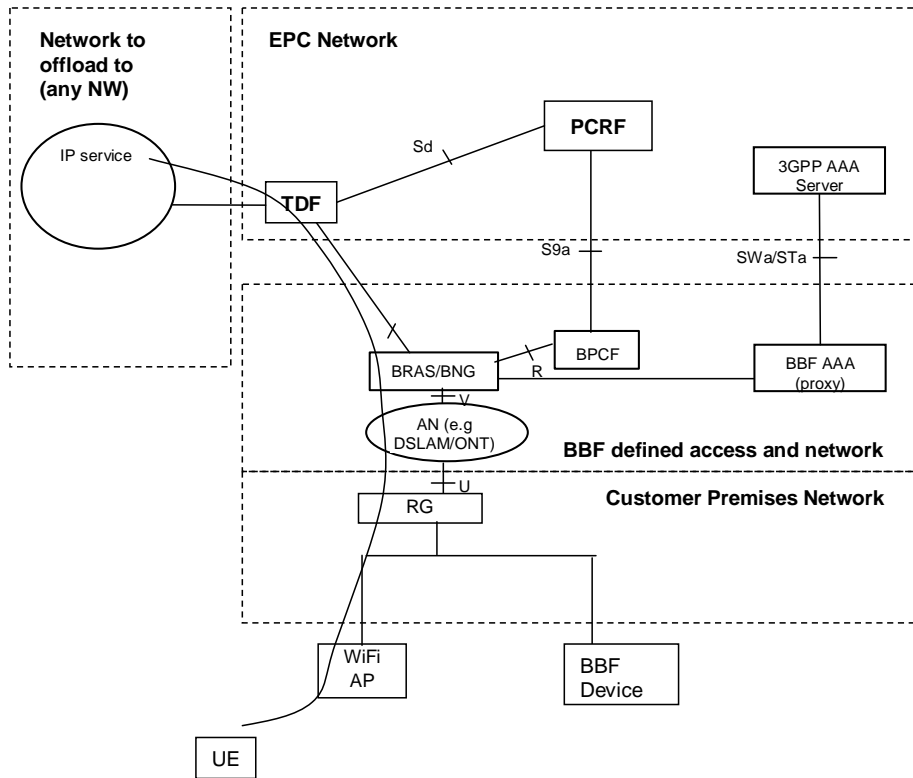 Network to
offload to
(any NW)
EPC Network
IP service
PCRF
Sd
3GPP AAA
Server
TDF
S9a
SWa/STa
BPCF
R
BRAS/BNG
BBF AAA
(proxy)
V
AN (e.g
DSLAM/ONT)
BBF defined access and network
U
Customer Premises Network
RG
WiFi
AP
BBF
Device
UE